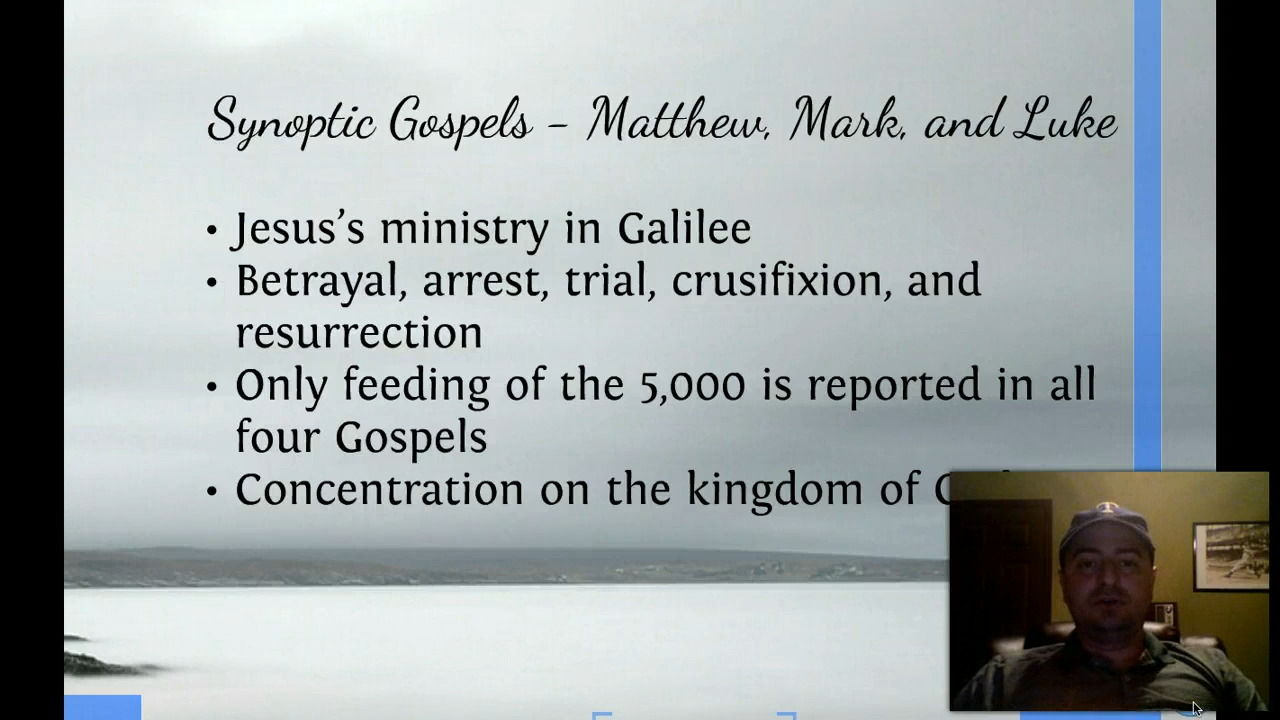 Synoptic Gospels – Matthew, Mark, and Luke
• Jesus’s ministry in Galilee
• Betrayal, arrest, trial, crusifixion, and
resurrection
• Only feeding of the 5,000 is reported in all
four Gospels
• Concentration on the kingdom of